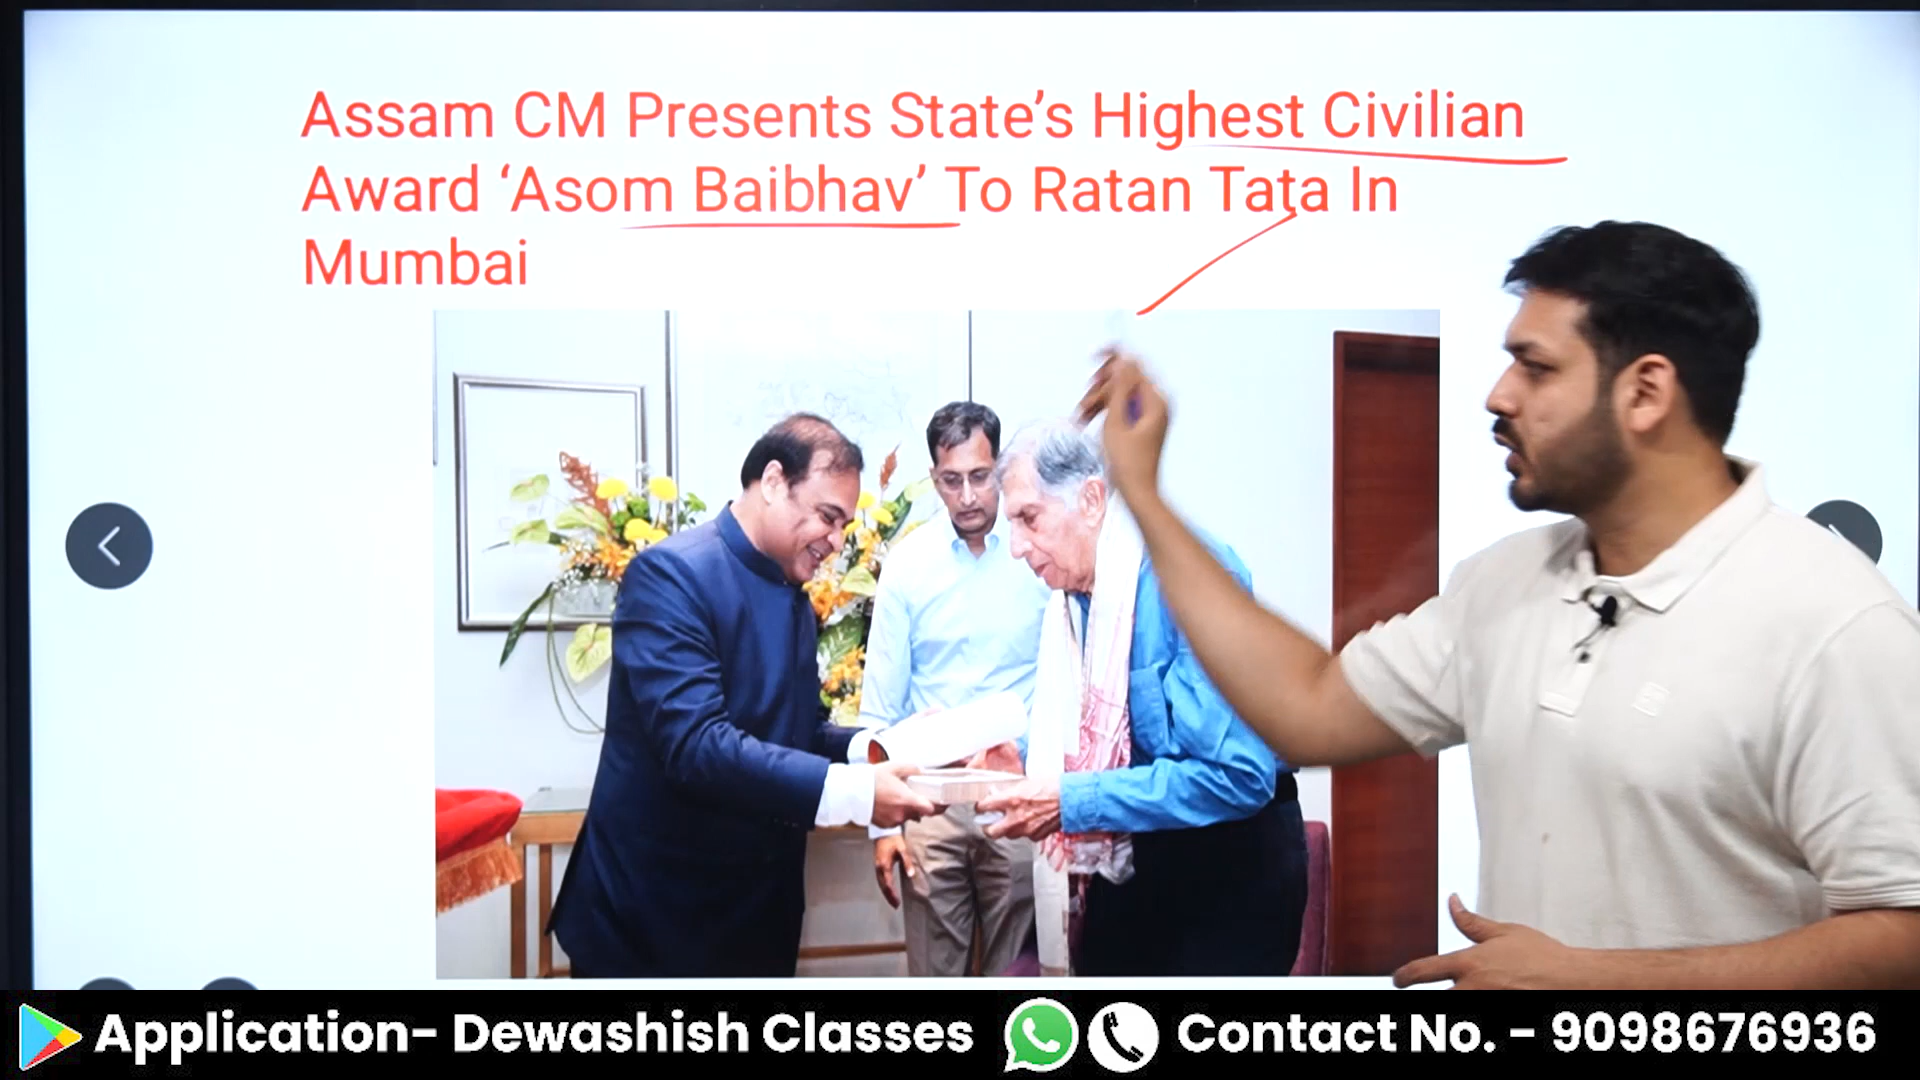 Assam CM Presents State’s Highest Civilian
Award ‘Asom Baibhav’ To Ratan Tata In
Mumbai
Application- Dewashish Classes
Contact No. - 9098676936